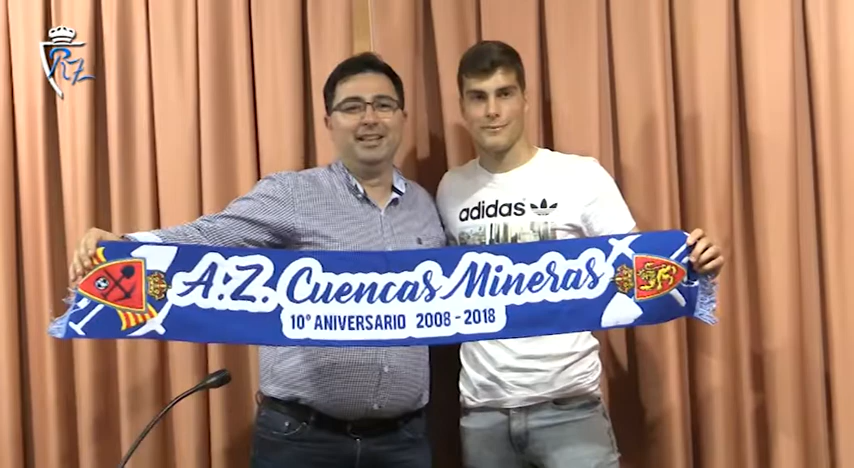 RZ
adidas
A.Z. Cuencas Mineras
10º ANIVERSARIO 2008 - 2018